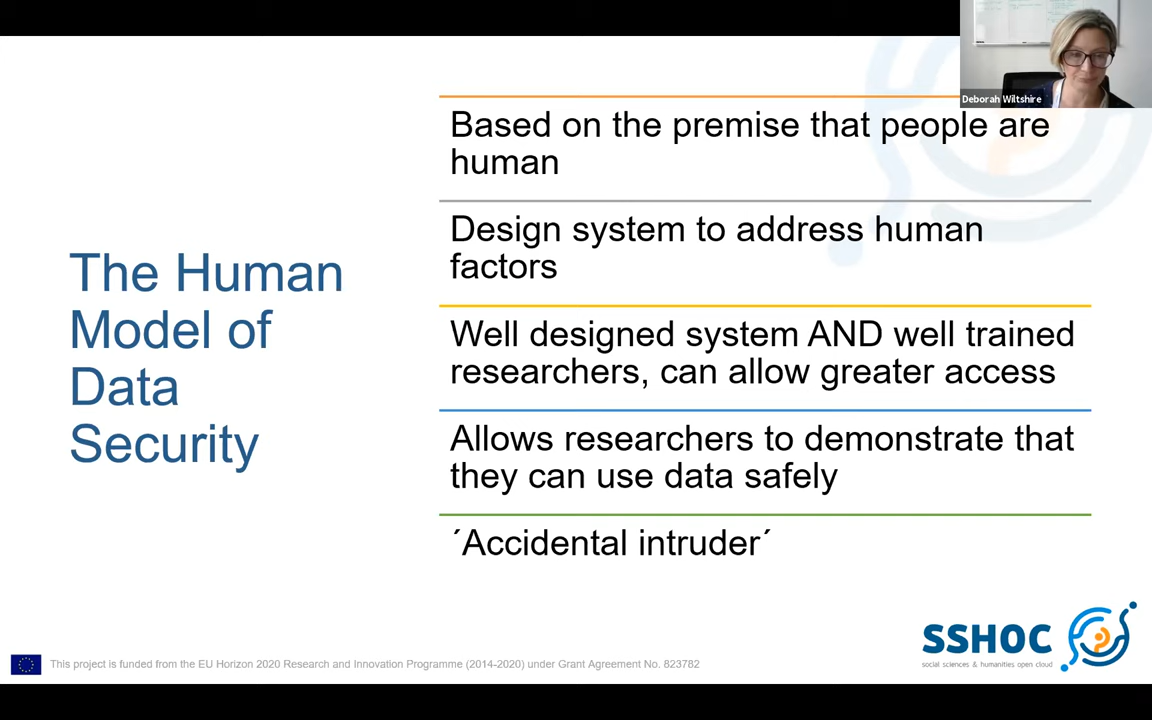 Deborah Wiltshire
The Human
Model of
Data
Security
Based on the premise that people are
human
Design system to address human
factors
Well designed system AND well trained
researchers, can allow greater access
Allows researchers to demonstrate that
they can use data safely
´Accidental intruder´
SSHOC
social sciences & humanities open cloud
This project is funded from the EU Horizon 2020 Research and Innovation Programme (2014-2020) under Grant Agreement No. 823782